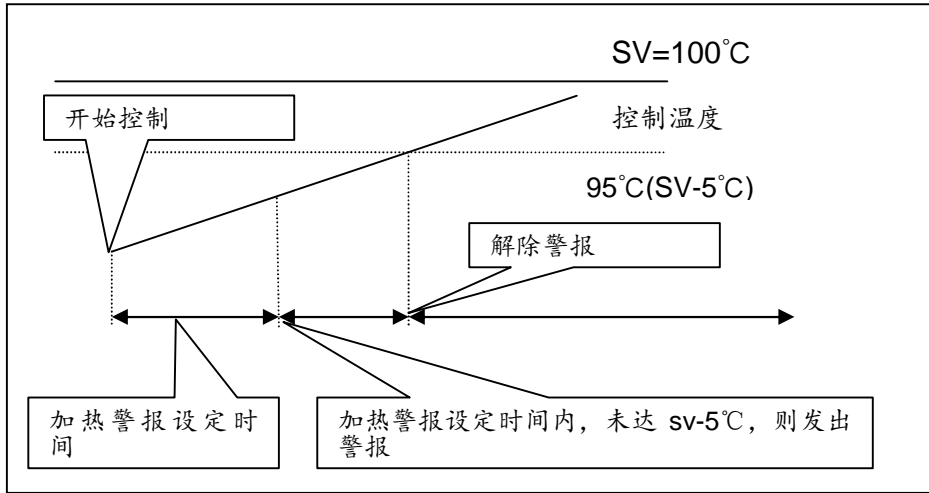 SV=100℃
开始控制
控制温度
95℃(SV-5℃)
解除警报
加热警报设定时
间
加热警报设定时间内，未达 sv-5℃，则发出
警报